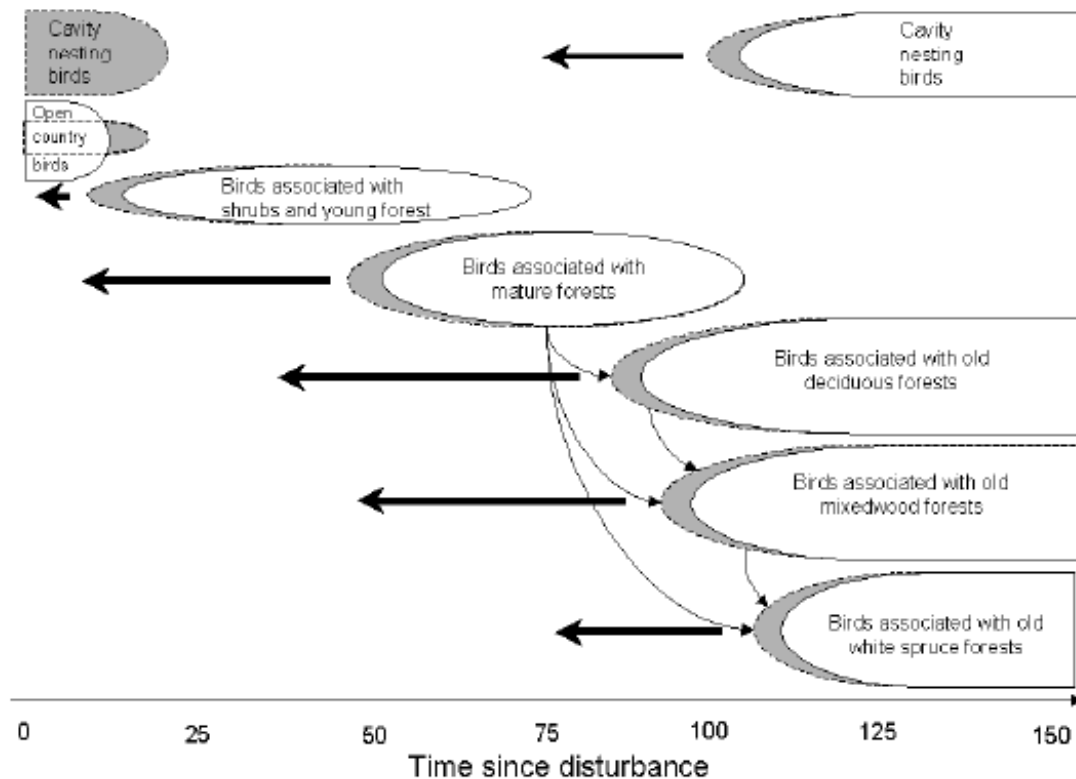 Cavity
nesting
birds
Cavity
nesting
birds
Open
country
birds
Birds associated with
shrubs and young forest
Birds associated with
mature forests
Birds associated with old
deciduous forests
Birds associated with old
mixedwood forests
Birds associated with old
white spruce forests
0 25 50 75 100 125 150
Time since disturbance